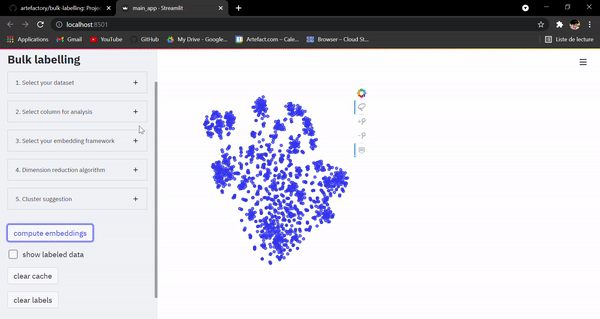 artefactory/bulk-labelling: Proje
main_app · Streamlit
localhost:8501
Applications
Gmail
YouTube
GitHub
My Drive - Google...
Artefact.com – Cale...
Browser – Cloud St...
Liste de lecture
Bulk labelling
1. Select your dataset
2. Select column for analysis
3. Select your embedding framework
4. Dimension reduction algorithm
5. Cluster suggestion
compute embeddings
show labeled data
clear cache
clear labels